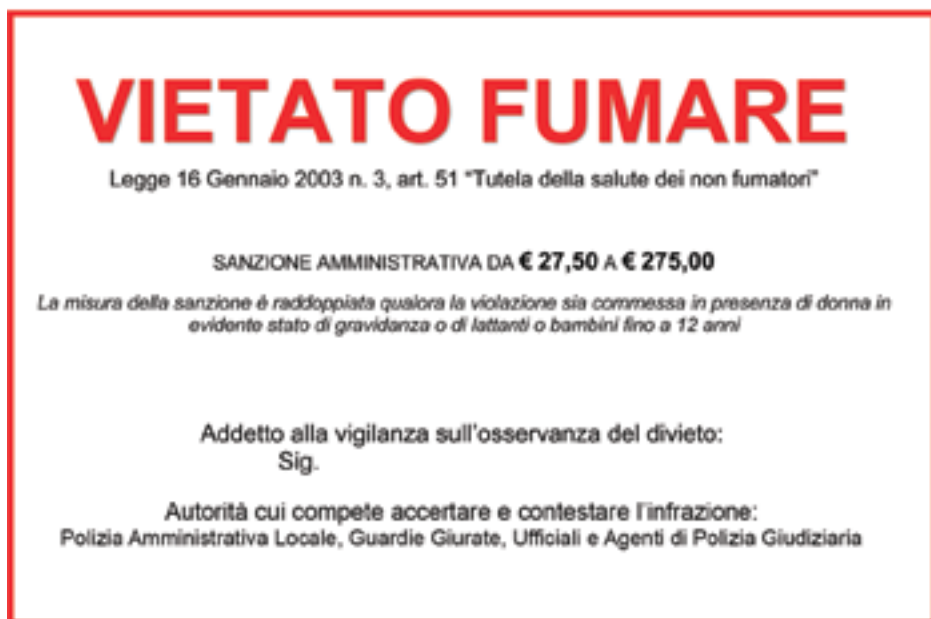 VIETATO FUMARE
Legge 16 Gennaio 2003 n. 3, art. 51 "Tutela della salute dei non fumatori"
SANZIONE AMMINISTRATIVA DA € 27,50 A € 275,00
La misura della sanzione è raddoppiata qualora la violazione sia commessa in presenza di donna in
evidente stato di gravidanza o di lattanti o bambini fino a 12 anni
Addetto alla vigilanza sull'osservanza del divieto:
Sig.
Autorità cui compete accertare e contestare l'infrazione:
Polizia Amministrativa Locale, Guardie Giurate, Ufficiali e Agenti di Polizia Giudiziaria